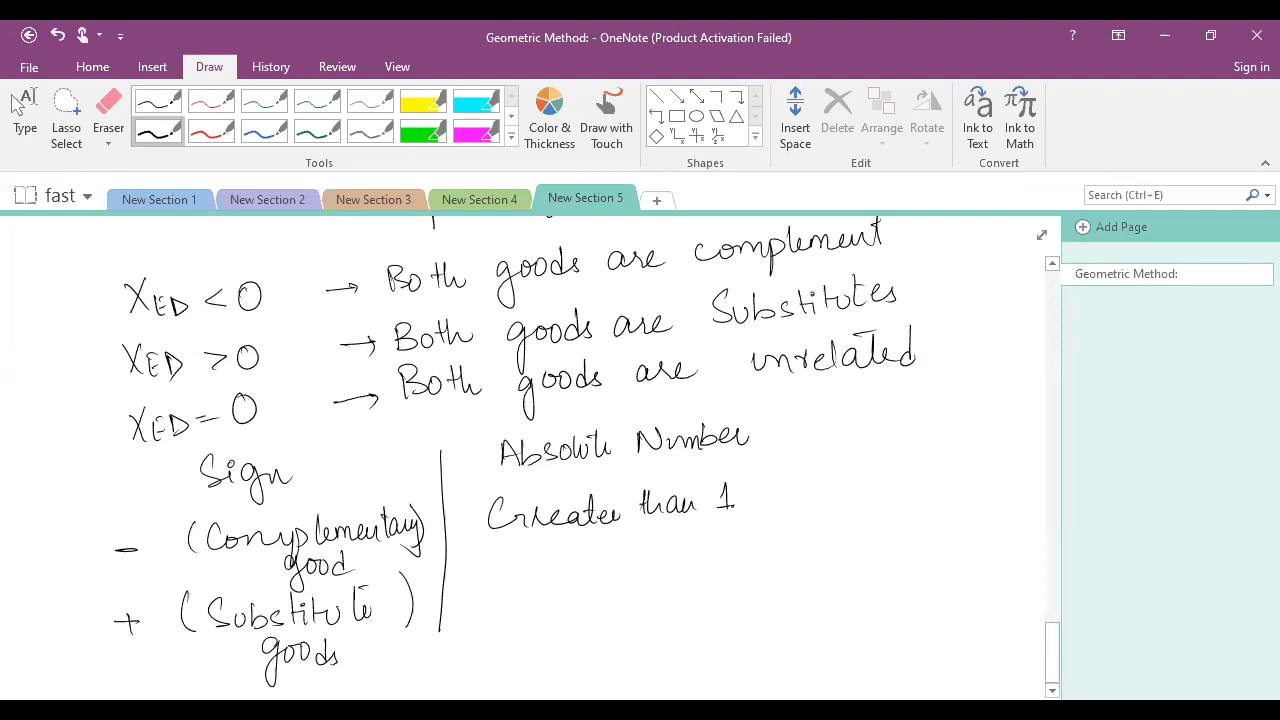 Geometric Method: - OneNote (Product Activation Failed)
File Home Insert Draw History Review View Sign in
Type Lasso Select Eraser Color & Thickness Draw with Touch Insert Space Delete Arrange Rotate Ink to Text Ink to Math
Tools Shapes Edit Convert
fast New Section 1 New Section 2 New Section 3 New Section 4 New Section 5 Search (Ctrl+E)
Add Page
Geometric Method:
XED < 0 → Both goods are complement
XED > 0 → Both goods are Substitutes
XED = 0 → Both goods are unrelated
Sign Absolute Number
- (Complementary good Greater than 1
+ (Substitute goods)